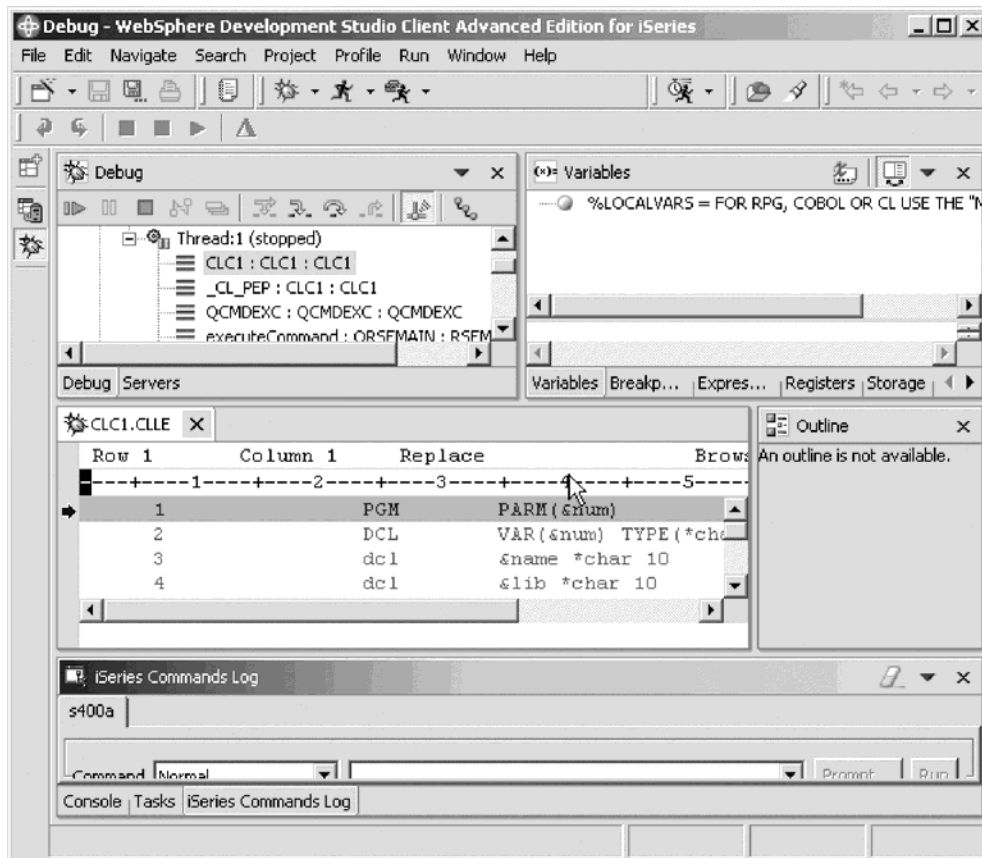 Debug - WebSphere Development Studio Client Advanced Edition for iSeries
File Edit Navigate Search Project Profile Run Window Help
Debug
Thread:1 (stopped)
CLC1 : CLC1 : CLC1
_CL_PEP : CLC1 : CLC1
QCMDEXC : QCMDEXC : QCMDEXC
executeCommand : QRSEMAIN : RSEM
Debug Servers
(x)= Variables
%LOCALVARS = FOR RPG, COBOL OR CL USE THE "M
Variables Breakp... Expres... Registers Storage
CLC1.CLLE
Row 1 Column 1 Replace Brows
----+----1----+----2----+----3----+----4----+----5-----
1 PGM PARM(&num)
2 DCL VAR(&num) TYPE(*cha
3 dcl &name *char 10
4 dcl &lib *char 10
Outline
An outline is not available.
iSeries Commands Log
s400a
Command Normal Prompt Run
Console Tasks iSeries Commands Log